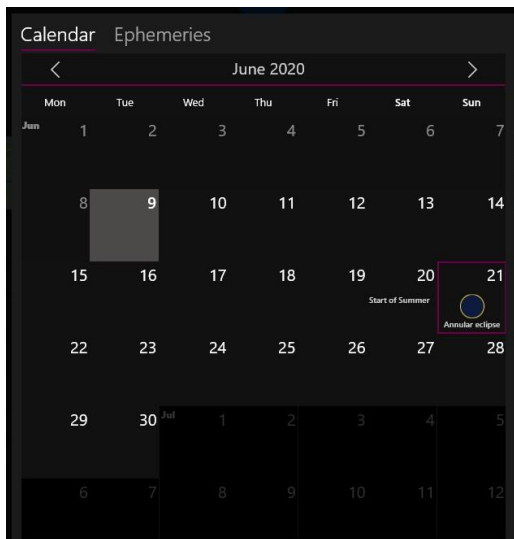 Calendar Ephemeries
June 2020
Mon Tue Wed Thu Fri Sat Sun
Jun 1 2 3 4 5 6 7
8 9 10 11 12 13 14
15 16 17 18 19 20 21
Start of Summer
Annular eclipse
22 23 24 25 26 27 28
29 30 Jul 1 2 3 4 5
6 7 8 9 10 11 12